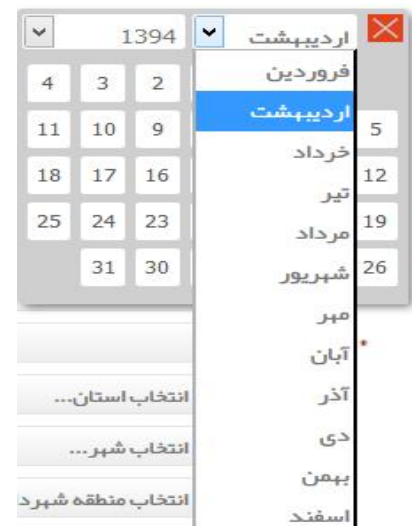 اردیبهشت 1394
فروردین
اردیبهشت
خرداد
تیر
مرداد
شهریور
مهر
آبان
آذر
دی
بهمن
اسفند
2 3 4
5 9 10 11
12 16 17 18
19 23 24 25
26 30 31
*
انتخاب استان...
انتخاب شهر...
انتخاب منطقه شهرد